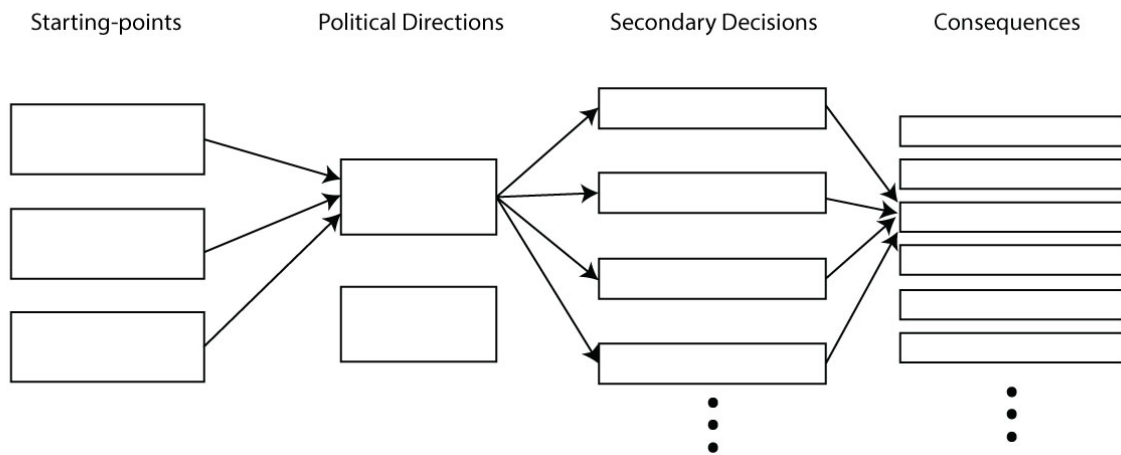 Starting-points
Political Directions
Secondary Decisions
Consequences